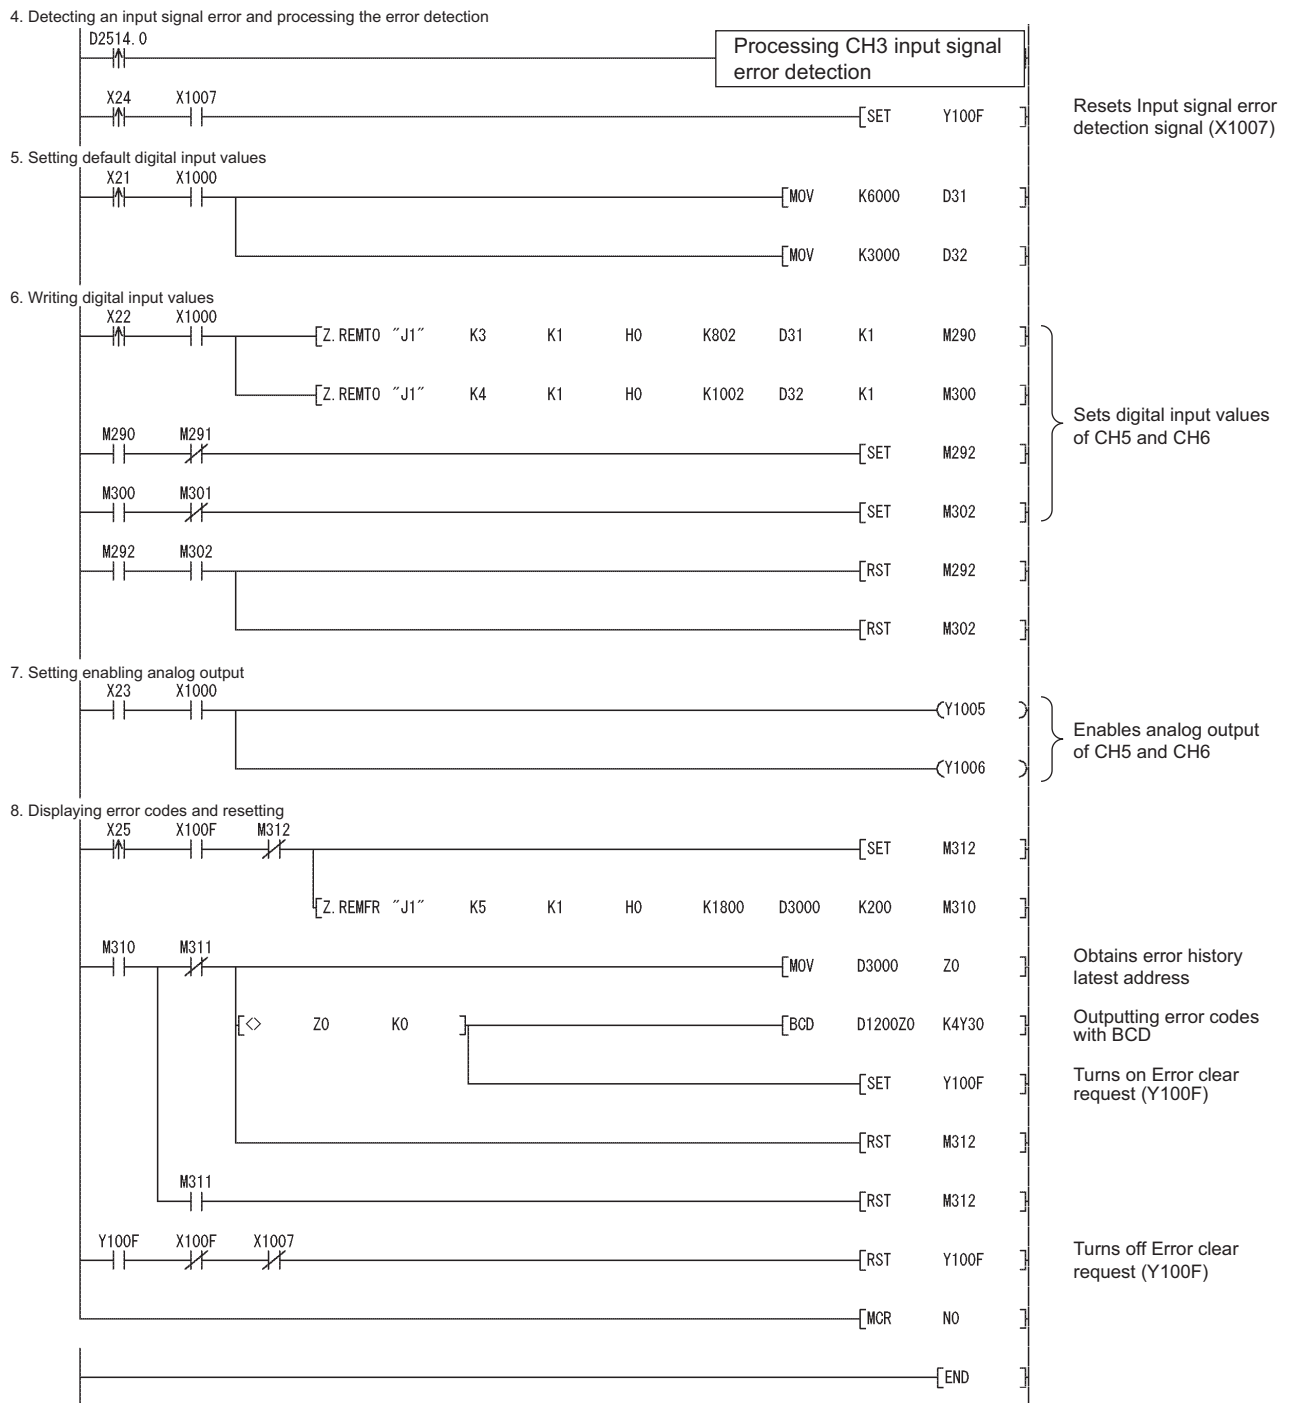 4. Detecting an input signal error and processing the error detection
D2514.0
Processing CH3 input signal
error detection
X24 X1007
SET Y100F
Resets Input signal error
detection signal (X1007)
5. Setting default digital input values
X21 X1000
MOV K6000 D31
MOV K3000 D32
6. Writing digital input values
X22 X1000
Z.REMTO "J1" K3 K1 H0 K802 D31 K1 M290
Z.REMTO "J1" K4 K1 H0 K1002 D32 K1 M300
Sets digital input values
of CH5 and CH6
M290 M291
SET M292
M300 M301
SET M302
M292 M302
RST M292
RST M302
7. Setting enabling analog output
X23 X1000
Y1005
Y1006
Enables analog output
of CH5 and CH6
8. Displaying error codes and resetting
X25 X100F M312
SET M312
Z.REMFR "J1" K5 K1 H0 K1800 D3000 K200 M310
M310 M311
MOV D3000 Z0
Obtains error history
latest address
<> Z0 K0
BCD D1200Z0 K4Y30
Outputting error codes
with BCD
SET Y100F
Turns on Error clear
request (Y100F)
RST M312
M311
RST M312
Y100F X100F X1007
RST Y100F
Turns off Error clear
request (Y100F)
MCR N0
END